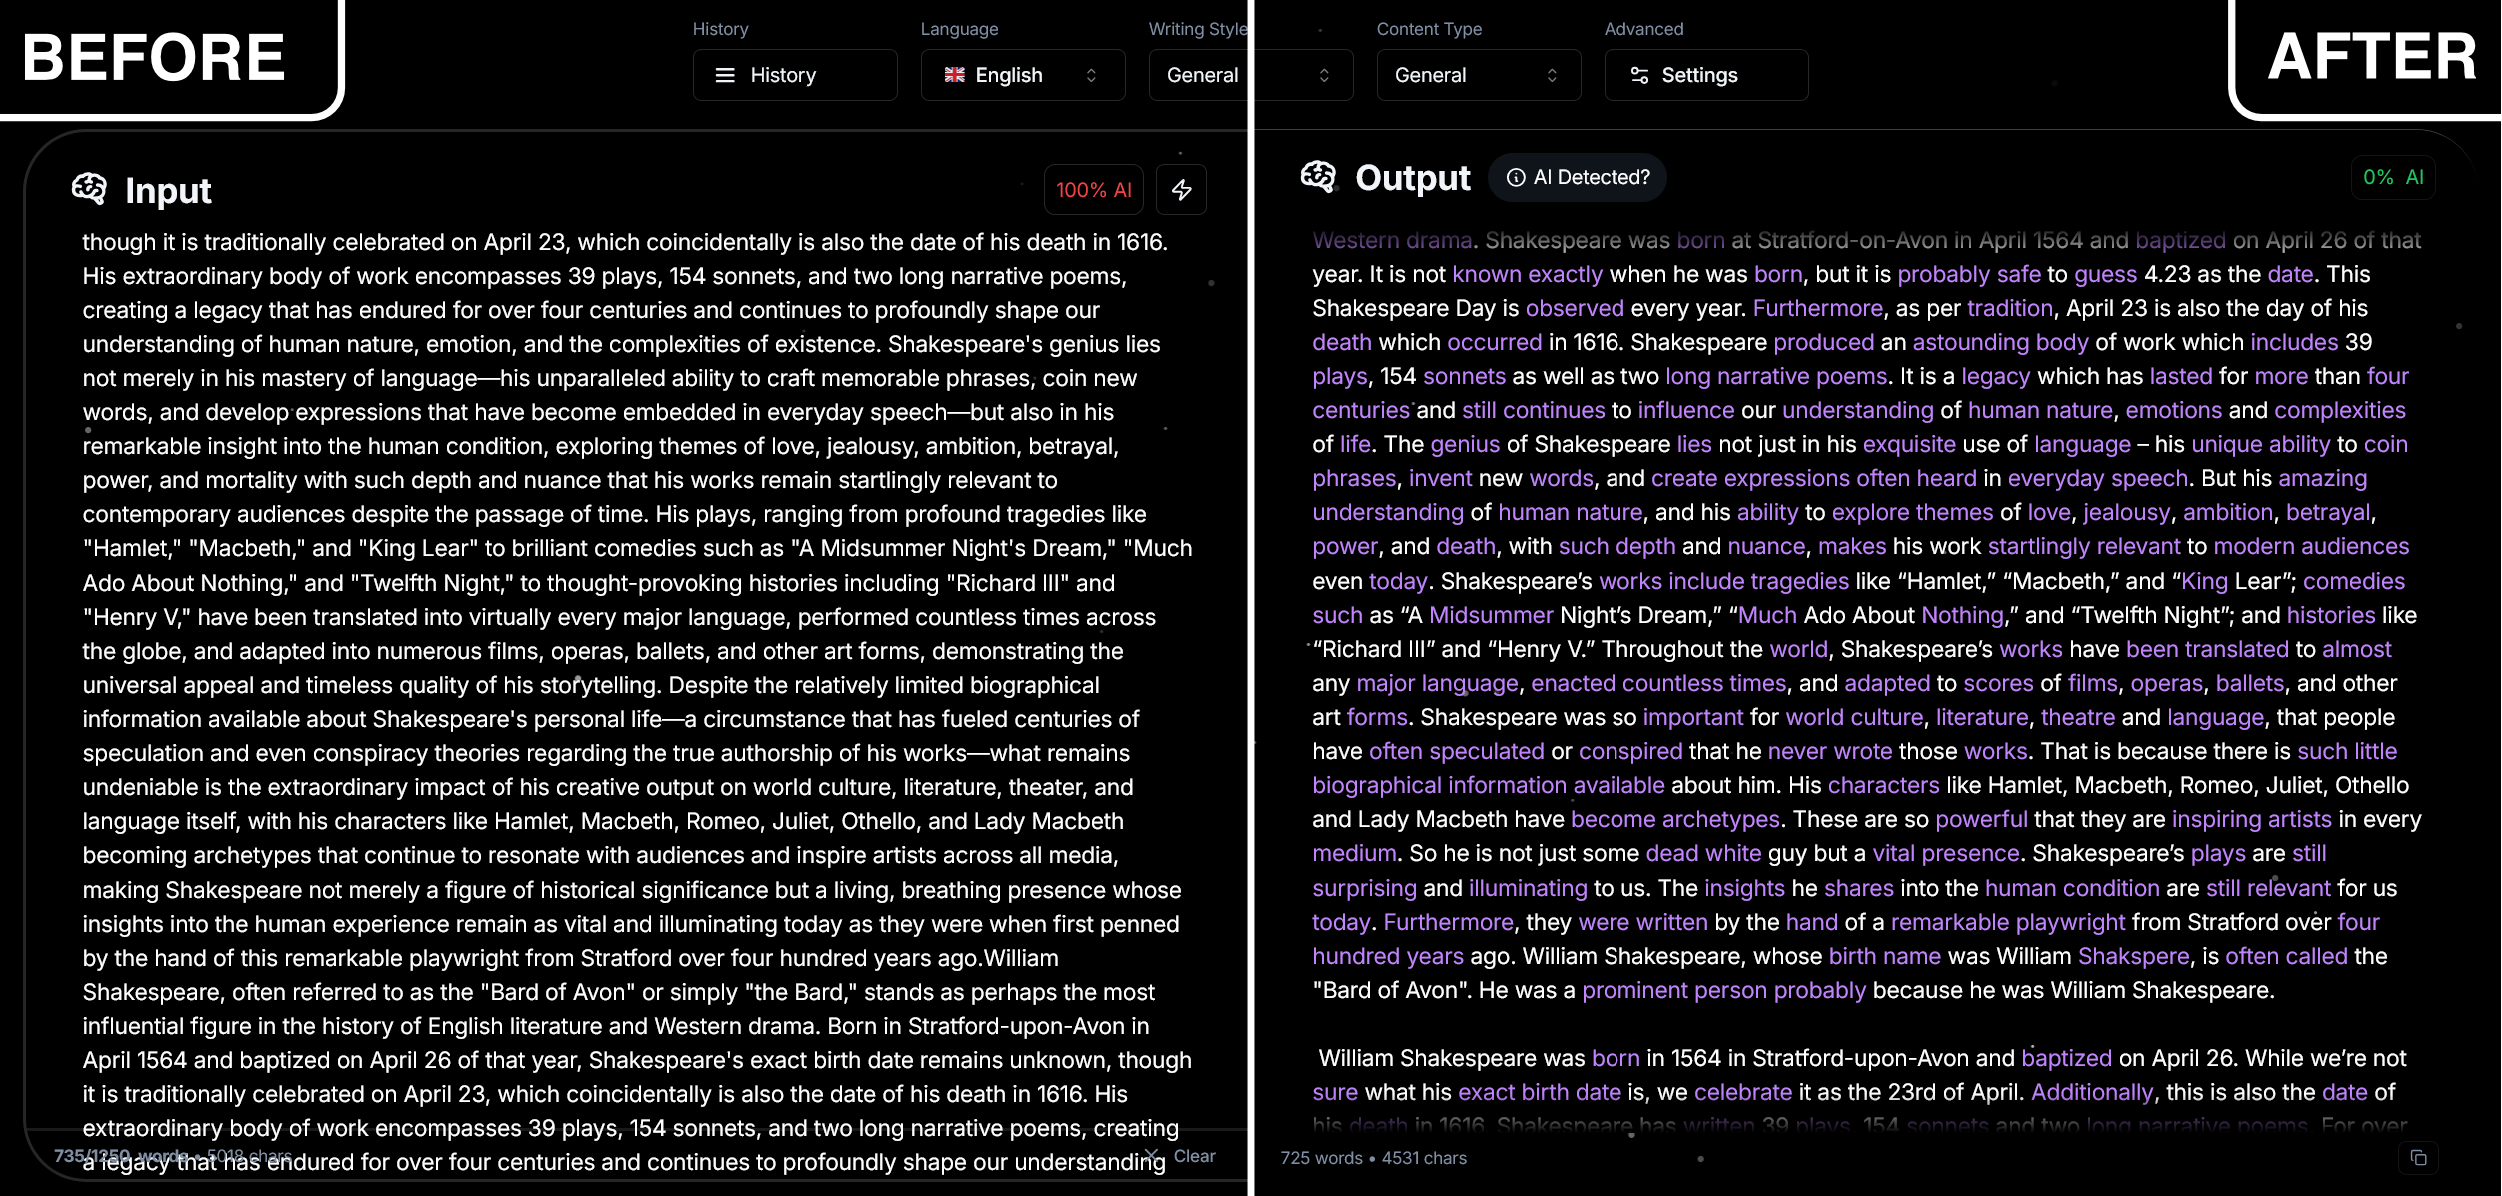 BEFORE
History
Language
Writing Style
Content Type
Advanced
AFTER
History
English
General
General
Settings
Input
100% AI
though it is traditionally celebrated on April 23, which coincidentally is also the date of his death in 1616.
His extraordinary body of work encompasses 39 plays, 154 sonnets, and two long narrative poems,
creating a legacy that has endured for over four centuries and continues to profoundly shape our
understanding of human nature, emotion, and the complexities of existence. Shakespeare's genius lies
not merely in his mastery of language—his unparalleled ability to craft memorable phrases, coin new
words, and develop expressions that have become embedded in everyday speech—but also in his
remarkable insight into the human condition, exploring themes of love, jealousy, ambition, betrayal,
power, and mortality with such depth and nuance that his works remain startlingly relevant to
contemporary audiences despite the passage of time. His plays, ranging from profound tragedies like
"Hamlet," "Macbeth," and "King Lear" to brilliant comedies such as "A Midsummer Night's Dream," "Much
Ado About Nothing," and "Twelfth Night," to thought-provoking histories including "Richard III" and
"Henry V," have been translated into virtually every major language, performed countless times across
the globe, and adapted into numerous films, operas, ballets, and other art forms, demonstrating the
universal appeal and timeless quality of his storytelling. Despite the relatively limited biographical
information available about Shakespeare's personal life—a circumstance that has fueled centuries of
speculation and even conspiracy theories regarding the true authorship of his works—what remains
undeniable is the extraordinary impact of his creative output on world culture, literature, theater, and
language itself, with his characters like Hamlet, Macbeth, Romeo, Juliet, Othello, and Lady Macbeth
becoming archetypes that continue to resonate with audiences and inspire artists across all media,
making Shakespeare not merely a figure of historical significance but a living, breathing presence whose
insights into the human experience remain as vital and illuminating today as they were when first penned
by the hand of this remarkable playwright from Stratford over four hundred years ago.William
Shakespeare, often referred to as the "Bard of Avon" or simply "the Bard," stands as perhaps the most
influential figure in the history of English literature and Western drama. Born in Stratford-upon-Avon in
April 1564 and baptized on April 26 of that year, Shakespeare's exact birth date remains unknown, though
it is traditionally celebrated on April 23, which coincidentally is also the date of his death in 1616. His
extraordinary body of work encompasses 39 plays, 154 sonnets, and two long narrative poems, creating
a legacy that has endured for over four centuries and continues to profoundly shape our understanding
735/1250 words • 5018 chars
Clear
Output
AI Detected?
0% AI
Western drama. Shakespeare was born at Stratford-on-Avon in April 1564 and baptized on April 26 of that
year. It is not known exactly when he was born, but it is probably safe to guess 4.23 as the date. This
Shakespeare Day is observed every year. Furthermore, as per tradition, April 23 is also the day of his
death which occurred in 1616. Shakespeare produced an astounding body of work which includes 39
plays, 154 sonnets as well as two long narrative poems. It is a legacy which has lasted for more than four
centuries and still continues to influence our understanding of human nature, emotions and complexities
of life. The genius of Shakespeare lies not just in his exquisite use of language – his unique ability to coin
phrases, invent new words, and create expressions often heard in everyday speech. But his amazing
understanding of human nature, and his ability to explore themes of love, jealousy, ambition, betrayal,
power, and death, with such depth and nuance, makes his work startlingly relevant to modern audiences
even today. Shakespeare’s works include tragedies like “Hamlet,” “Macbeth,” and “King Lear”; comedies
such as “A Midsummer Night’s Dream,” “Much Ado About Nothing,” and “Twelfth Night”; and histories like
“Richard III” and “Henry V.” Throughout the world, Shakespeare’s works have been translated to almost
any major language, enacted countless times, and adapted to scores of films, operas, ballets, and other
art forms. Shakespeare was so important for world culture, literature, theatre and language, that people
have often speculated or conspired that he never wrote those works. That is because there is such little
biographical information available about him. His characters like Hamlet, Macbeth, Romeo, Juliet, Othello
and Lady Macbeth have become archetypes. These are so powerful that they are inspiring artists in every
medium. So he is not just some dead white guy but a vital presence. Shakespeare’s plays are still
surprising and illuminating to us. The insights he shares into the human condition are still relevant for us
today. Furthermore, they were written by the hand of a remarkable playwright from Stratford over four
hundred years ago. William Shakespeare, whose birth name was William Shakspere, is often called the
"Bard of Avon". He was a prominent person probably because he was William Shakespeare.
William Shakespeare was born in 1564 in Stratford-upon-Avon and baptized on April 26. While we’re not
sure what his exact birth date is, we celebrate it as the 23rd of April. Additionally, this is also the date of
his death in 1616. Shakespeare has written 39 plays, 154 sonnets and two long narrative poems. For over
725 words • 4531 chars